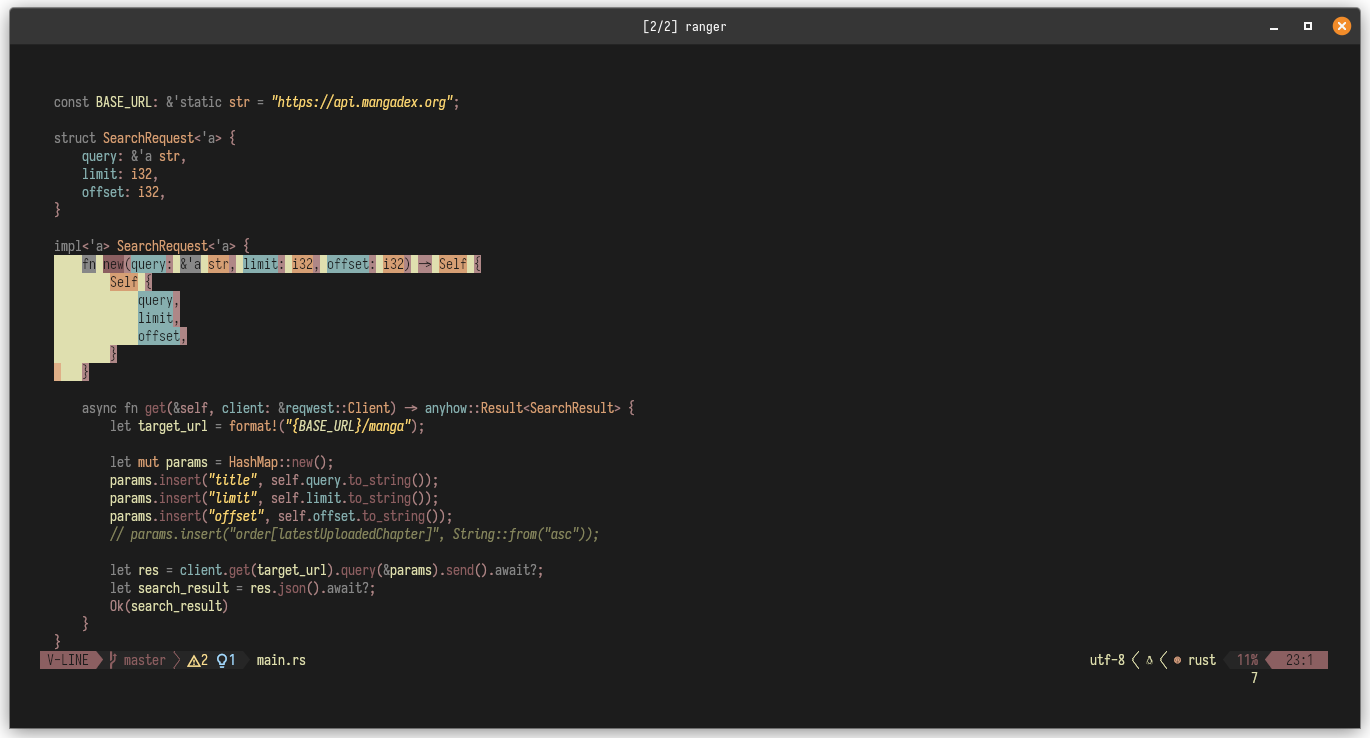 [2/2] ranger
const BASE_URL: &'static str = "https://api.mangadex.org";
struct SearchRequest<'a> {
    query: &'a str,
    limit: i32,
    offset: i32,
}
impl<'a> SearchRequest<'a> {
    fn new(query: &'a str, limit: i32, offset: i32) -> Self {
        Self {
            query,
            limit,
            offset,
        }
    }
    async fn get(&self, client: &reqwest::Client) -> anyhow::Result<SearchResult> {
        let target_url = format!("{BASE_URL}/manga");
        let mut params = HashMap::new();
        params.insert("title", self.query.to_string());
        params.insert("limit", self.limit.to_string());
        params.insert("offset", self.offset.to_string());
        // params.insert("order[latestUploadedChapter]", String::from("asc"));
        let res = client.get(target_url).query(&params).send().await?;
        let search_result = res.json().await?;
        Ok(search_result)
    }
}
V-LINE master 2 1 main.rs utf-8 rust 11% 23:1
7